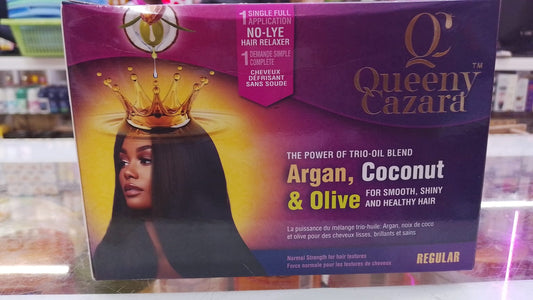 1 SINGLE FULL
APPLICATION
NO-LYE
HAIR RELAXER
1 DEMANDE SIMPLE
COMPLETE
CHEVEUX
DÉFRISANT
SANS SOUDE
QC
Queeny
Cazara ™
THE POWER OF TRIO-OIL BLEND
Argan, Coconut
& Olive FOR SMOOTH, SHINY
AND HEALTHY HAIR
La puissance du mélange trio-huile: Argan, noix de coco
et olive pour des cheveux lisses, brillants et sains
Normal Strength for hair textures
Force normale pour les textures de cheveux
REGULAR